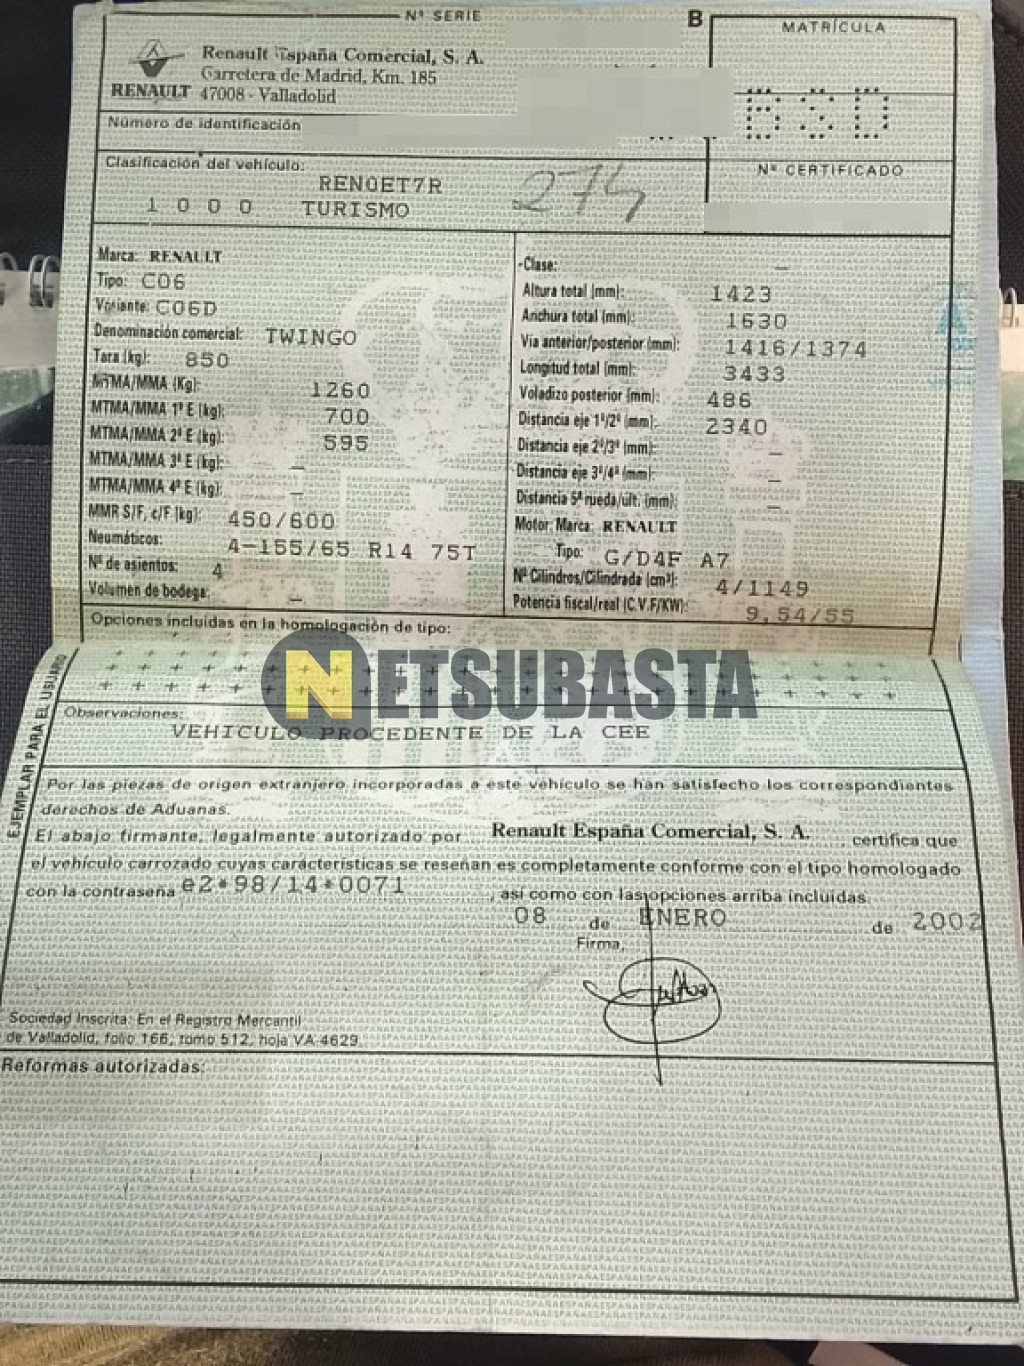 Nº SERIE
B
MATRÍCULA
Renault España Comercial, S. A.
Carretera de Madrid, Km. 185
RENAULT 47008 - Valladolid
Número de identificación
Clasificación del vehículo:
Nº CERTIFICADO
RENOET7R
274
1000 TURISMO
Marca: RENAULT
Tipo: C06
Variante: C06D
Denominación comercial: TWINGO
Tara (kg): 850
MTMA/MMA (Kg): 1260
MTMA/MMA 1º E (kg): 700
MTMA/MMA 2º E (kg): 595
MTMA/MMA 3º E (kg): —
MTMA/MMA 4º E (kg): —
MMR S/F, c/F (kg): 450/600
Neumáticos: 4-155/65 R14 75T
Nº de asientos: 4
Volumen de bodega: —
-Clase: —
Altura total (mm): 1423
Anchura total (mm): 1630
Via anterior/posterior (mm): 1416/1374
Longitud total (mm): 3433
Voladizo posterior (mm): 486
Distancia eje 1º/2º (mm): 2340
Distancia eje 2º/3º (mm): —
Distancia eje 3º/4º (mm): —
Distancia 5ª rueda/últ. (mm): —
Motor Marca: RENAULT
Tipo: G/D4F A7
Nº Cilindros/Cilindrada (cm³): 4/1149
Potencia fiscal/real (C.V.F/KW): 9,54/55
Opciones incluidas en la homologación de tipo:
NETSUBASTA
EJEMPLAR PARA EL USUARIO
Observaciones:
VEHICULO PROCEDENTE DE LA CEE
Por las piezas de origen extranjero incorporadas a este vehículo se han satisfecho los correspondientes
derechos de Aduanas.
El abajo firmante, legalmente autorizado por Renault España Comercial, S. A. certifica que
el vehículo carrozado cuyas carácterísticas se reseñan es completamente conforme con el tipo homologado
con la contraseña e2*98/14*0071, así como con las opciones arriba incluidas.
08 de ENERO de 2002
Firma,
Sociedad Inscrita: En el Registro Mercantil
de Valladolid, folio 166, tomo 512, hoja VA-4629
Reformas autorizadas: